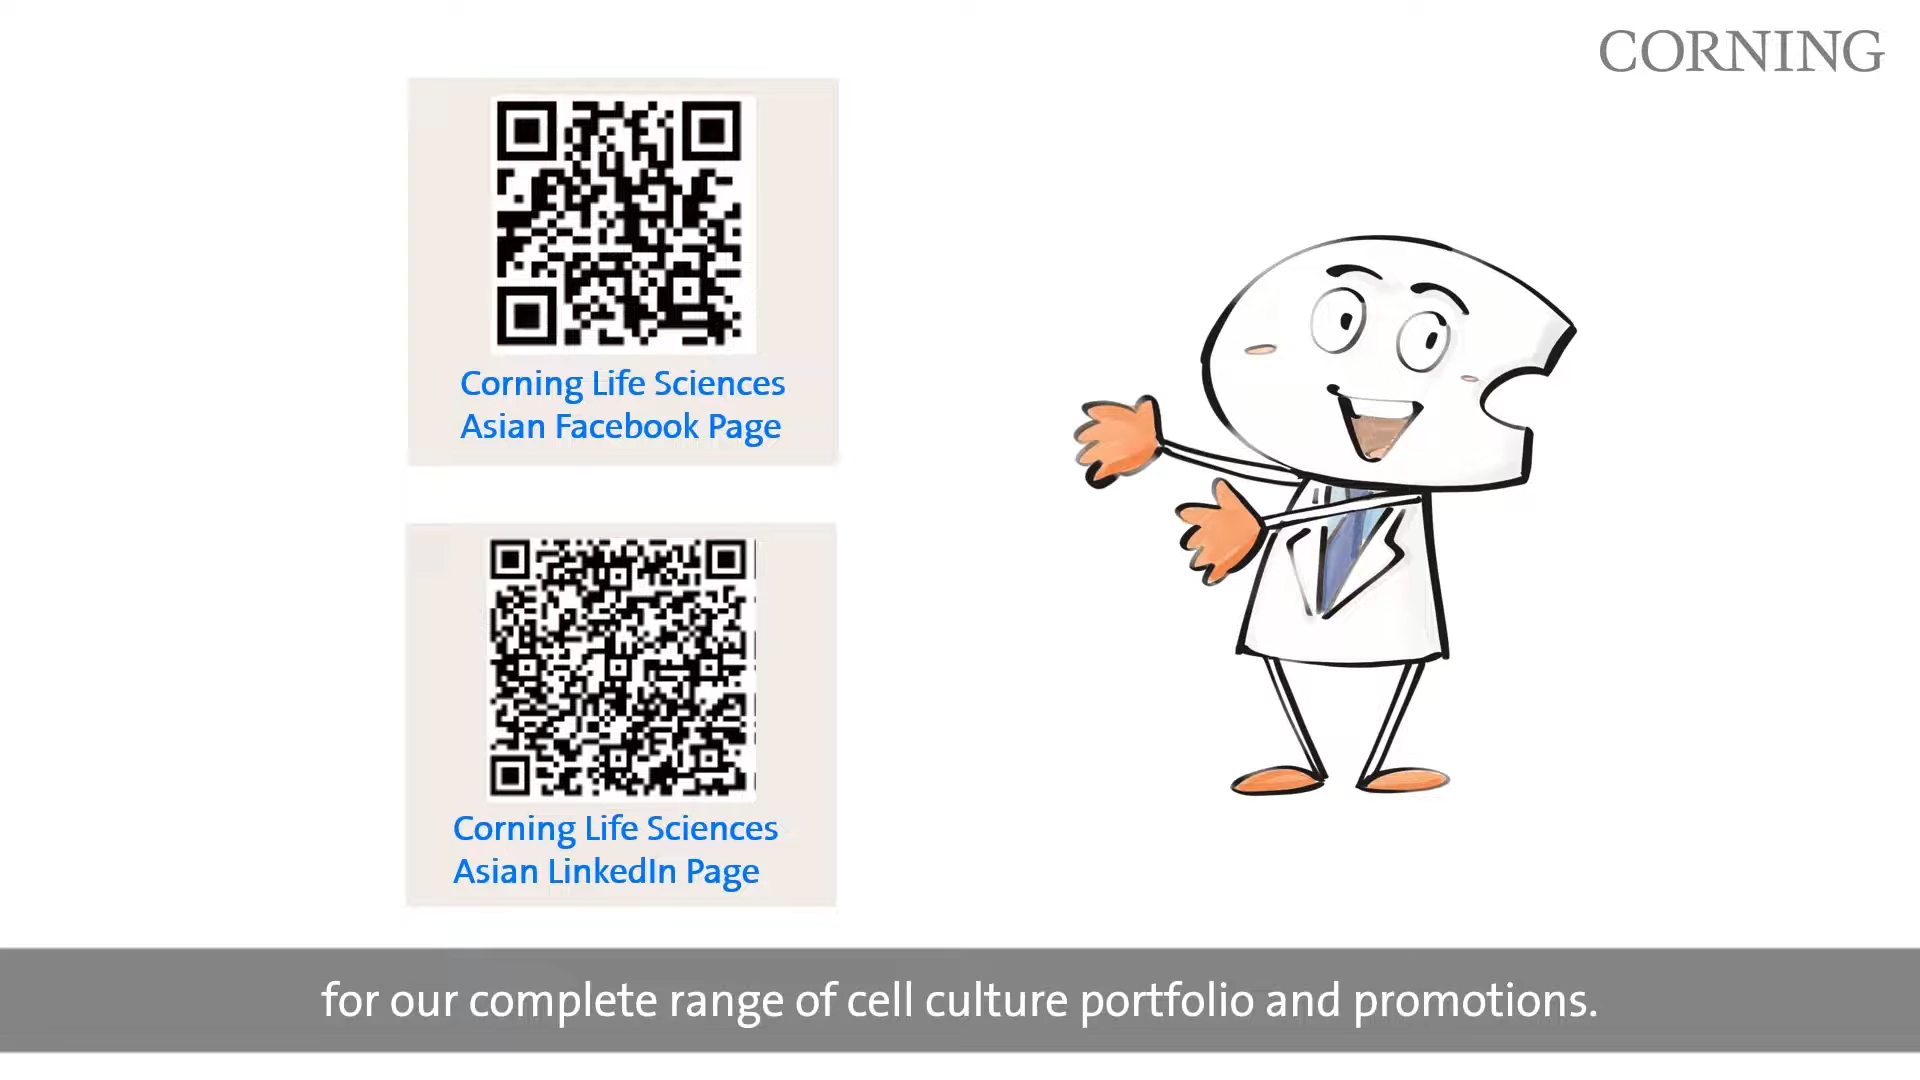 CORNING
Corning Life Sciences
Asian Facebook Page
Corning Life Sciences
Asian LinkedIn Page
for our complete range of cell culture portfolio and promotions.